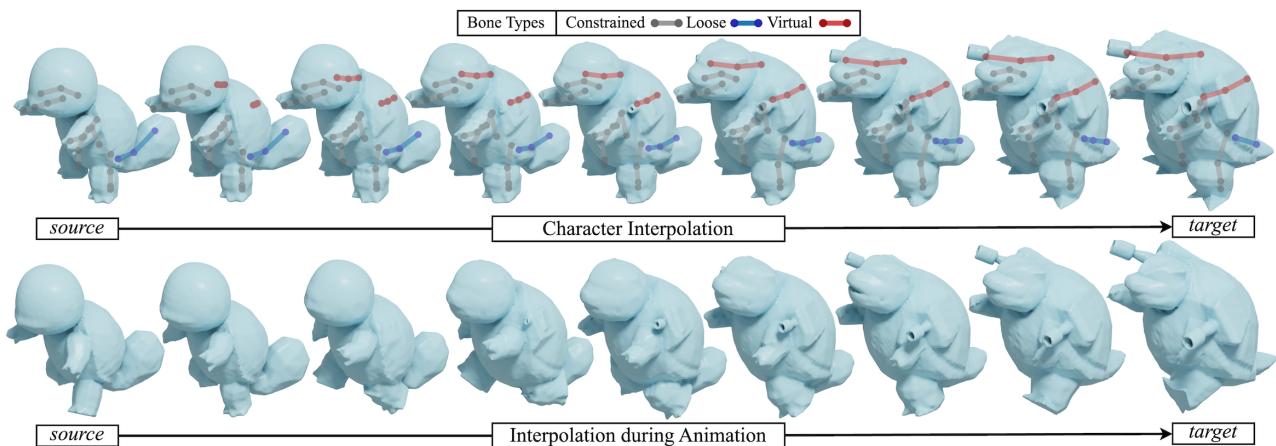 Bone Types Constrained Loose Virtual
source Character Interpolation target
source Interpolation during Animation target